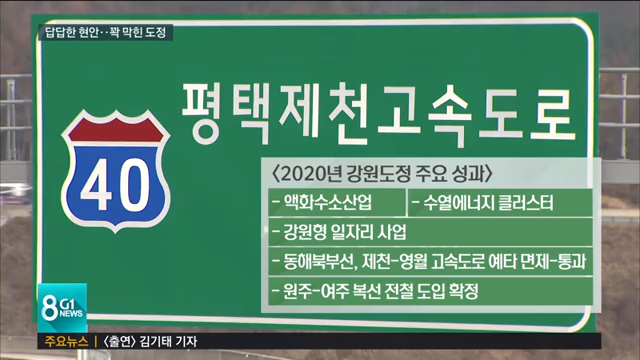 답답한 현안··꽉 막힌 도정
평택제천고속도로
40
〈2020년 강원도정 주요 성과〉
- 액화수소산업 - 수열에너지 클러스터
- 강원형 일자리 사업
- 동해북부선, 제천-영월 고속도로 예타 면제-통과
- 원주-여주 복선 전철 도입 확정
8 G1 NEWS
주요뉴스 | 〈출연〉 김기태 기자